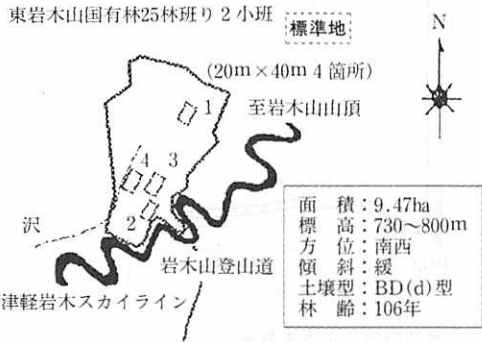 東岩木山国有林25林班り2小班
標準地
N
(20m×40m 4箇所)
1
至岩木山山頂
4 3
沢
2
岩木山登山道
津軽岩木スカイライン
面 積：9.47ha
標 高：730〜800m
方 位：南西
傾 斜：緩
土壌型：BD(d)型
林 齢：106年